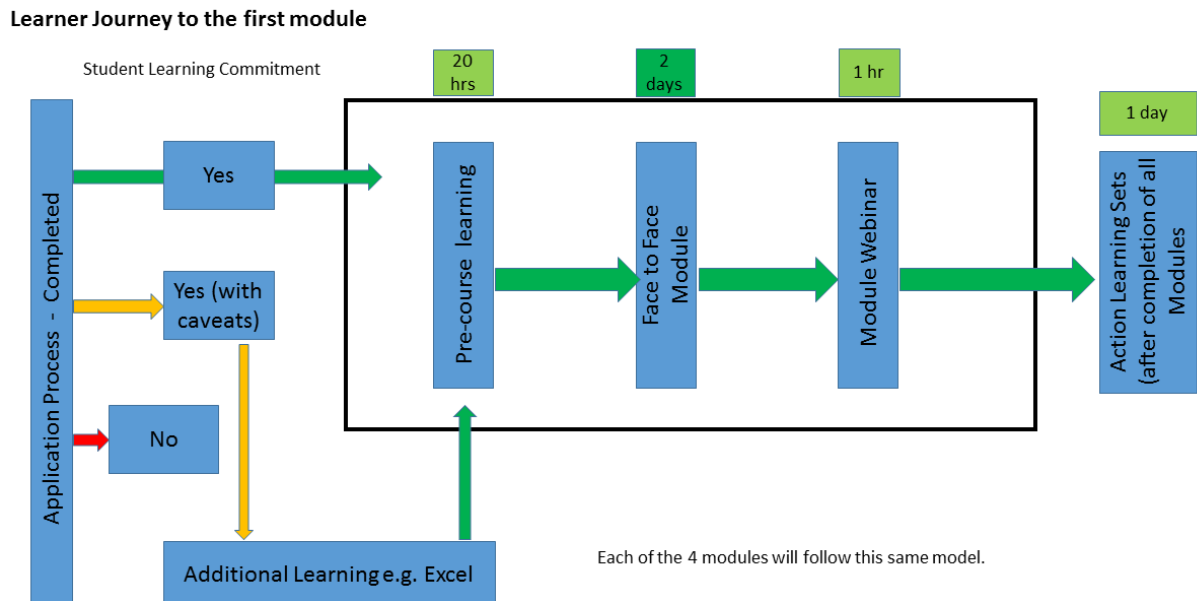 Learner Journey to the first module
Student Learning Commitment
20
hrs
2
days
1 hr
1 day
Application Process - Completed
Yes
Yes (with
caveats)
No
Additional Learning e.g. Excel
Pre-course learning
Face to Face
Module
Module Webinar
Action Learning Sets
(after completion of all
Modules
Each of the 4 modules will follow this same model.